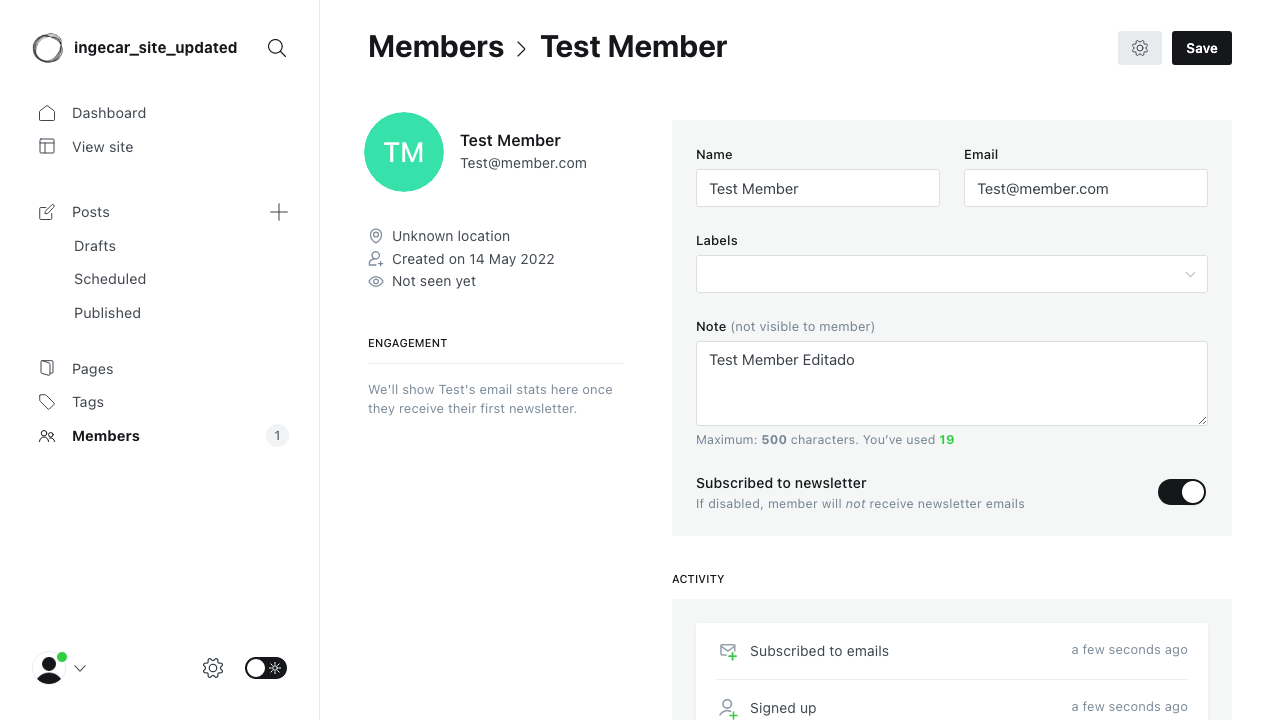 ingecar_site_updated
Dashboard
View site
Posts
Drafts
Scheduled
Published
Pages
Tags
Members
1
Members > Test Member
Save
TM
Test Member
Test@member.com
Unknown location
Created on 14 May 2022
Not seen yet
ENGAGEMENT
We'll show Test's email stats here once
they receive their first newsletter.
Name
Email
Test Member
Test@member.com
Labels
Note (not visible to member)
Test Member Editado
Maximum: 500 characters. You've used 19
Subscribed to newsletter
If disabled, member will not receive newsletter emails
ACTIVITY
Subscribed to emails
a few seconds ago
Signed up
a few seconds ago